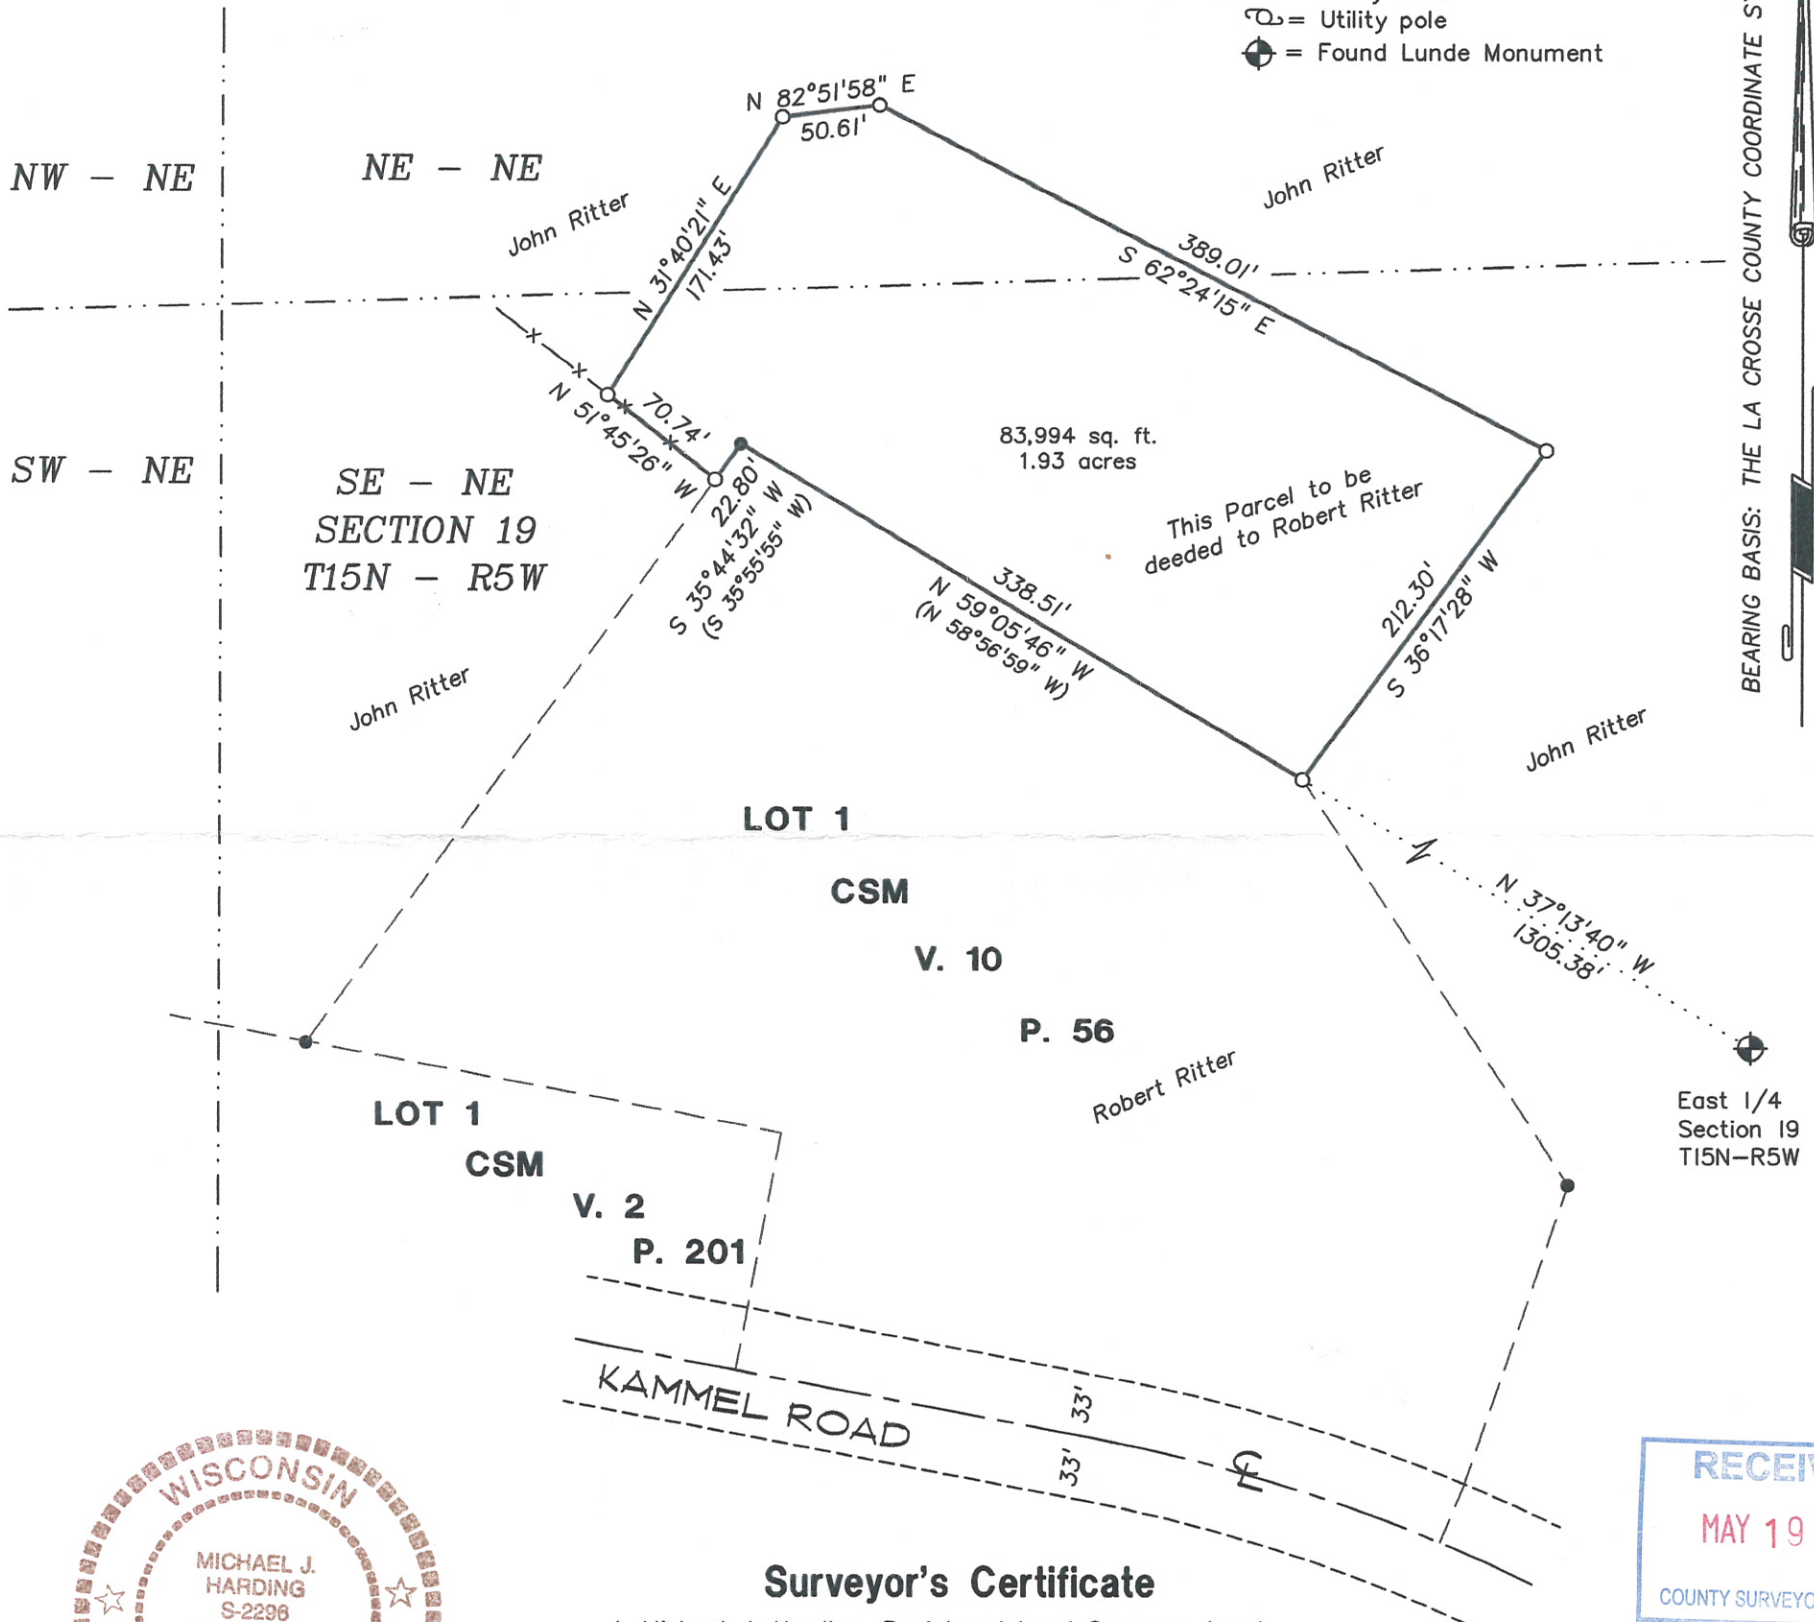 = Utility pole
= Found Lunde Monument
BEARING BASIS: THE LA CROSSE COUNTY COORDINATE
N 82°51'58" E
50.61'
NW - NE
NE - NE
John Ritter
John Ritter
N 31°40'21" E
171.43'
389.01'
S 62°24'15" E
70.74'
N 51°45'26" W
83,994 sq. ft.
1.93 acres
This Parcel to be
deeded to Robert Ritter
SW - NE
SE - NE
SECTION 19
T15N - R5W
22.80'
S 35°44'32" W
(S 35°55'55" W)
338.51'
N 59°05'46" W
(N 58°56'59" W)
212.30'
S 36°17'28" W
John Ritter
John Ritter
LOT 1
CSM
V. 10
P. 56
N 37°13'40" W
1305.38'
Robert Ritter
East 1/4
Section 19
T15N-R5W
LOT 1
CSM
V. 2
P. 201
KAMMEL ROAD
33'
33'
℄
WISCONSIN
MICHAEL J.
HARDING
S-2296
MAY 19
Surveyor's Certificate